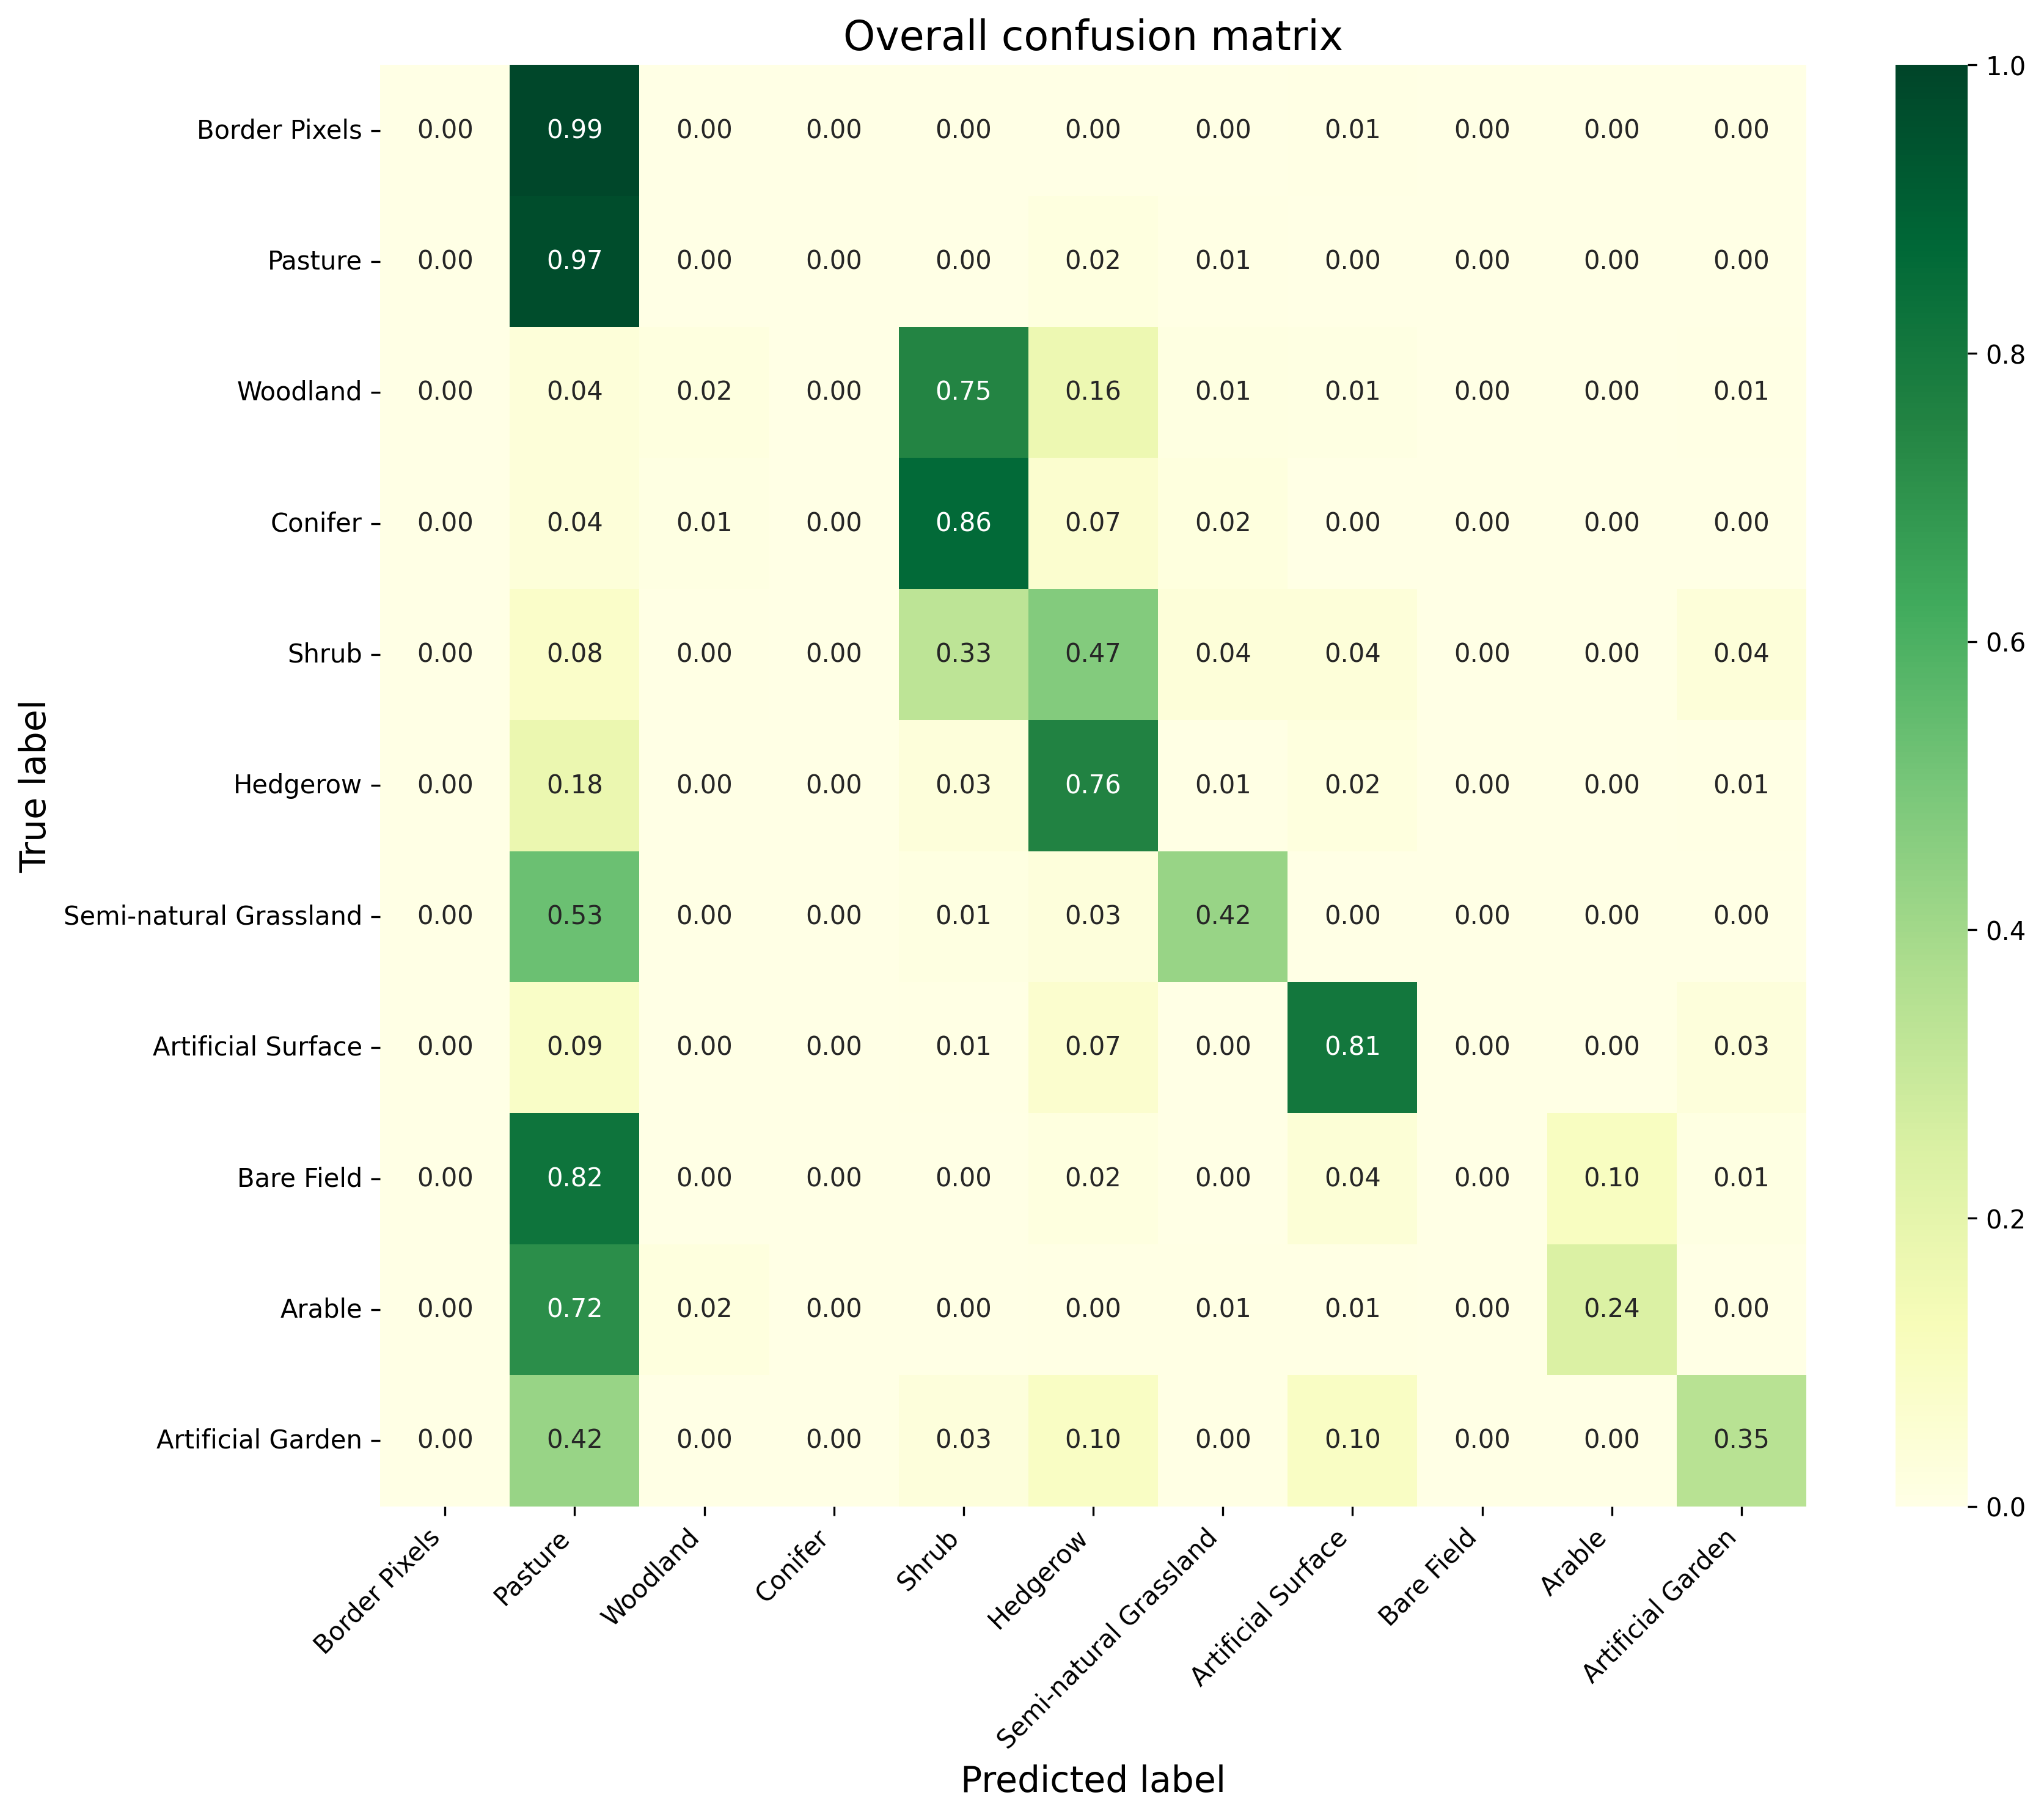 Overall confusion matrix
True label
Border Pixels 0.00 0.99 0.00 0.00 0.00 0.00 0.00 0.01 0.00 0.00 0.00
Pasture 0.00 0.97 0.00 0.00 0.00 0.02 0.01 0.00 0.00 0.00 0.00
Woodland 0.00 0.04 0.02 0.00 0.75 0.16 0.01 0.01 0.00 0.00 0.01
Conifer 0.00 0.04 0.01 0.00 0.86 0.07 0.02 0.00 0.00 0.00 0.00
Shrub 0.00 0.08 0.00 0.00 0.33 0.47 0.04 0.04 0.00 0.00 0.04
Hedgerow 0.00 0.18 0.00 0.00 0.03 0.76 0.01 0.02 0.00 0.00 0.01
Semi-natural Grassland 0.00 0.53 0.00 0.00 0.01 0.03 0.42 0.00 0.00 0.00 0.00
Artificial Surface 0.00 0.09 0.00 0.00 0.01 0.07 0.00 0.81 0.00 0.00 0.03
Bare Field 0.00 0.82 0.00 0.00 0.00 0.02 0.00 0.04 0.00 0.10 0.01
Arable 0.00 0.72 0.02 0.00 0.00 0.00 0.01 0.01 0.00 0.24 0.00
Artificial Garden 0.00 0.42 0.00 0.00 0.03 0.10 0.00 0.10 0.00 0.00 0.35
Border Pixels
Pasture
Woodland
Conifer
Shrub
Hedgerow
Semi-natural Grassland
Artificial Surface
Bare Field
Arable
Artificial Garden
Predicted label
1.0
0.8
0.6
0.4
0.2
0.0